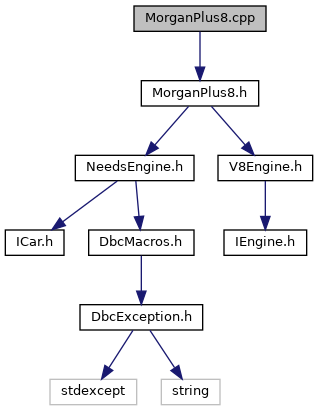 MorganPlus8.cpp
MorganPlus8.h
NeedsEngine.h
V8Engine.h
ICar.h
DbcMacros.h
IEngine.h
DbcException.h
stdexcept
string